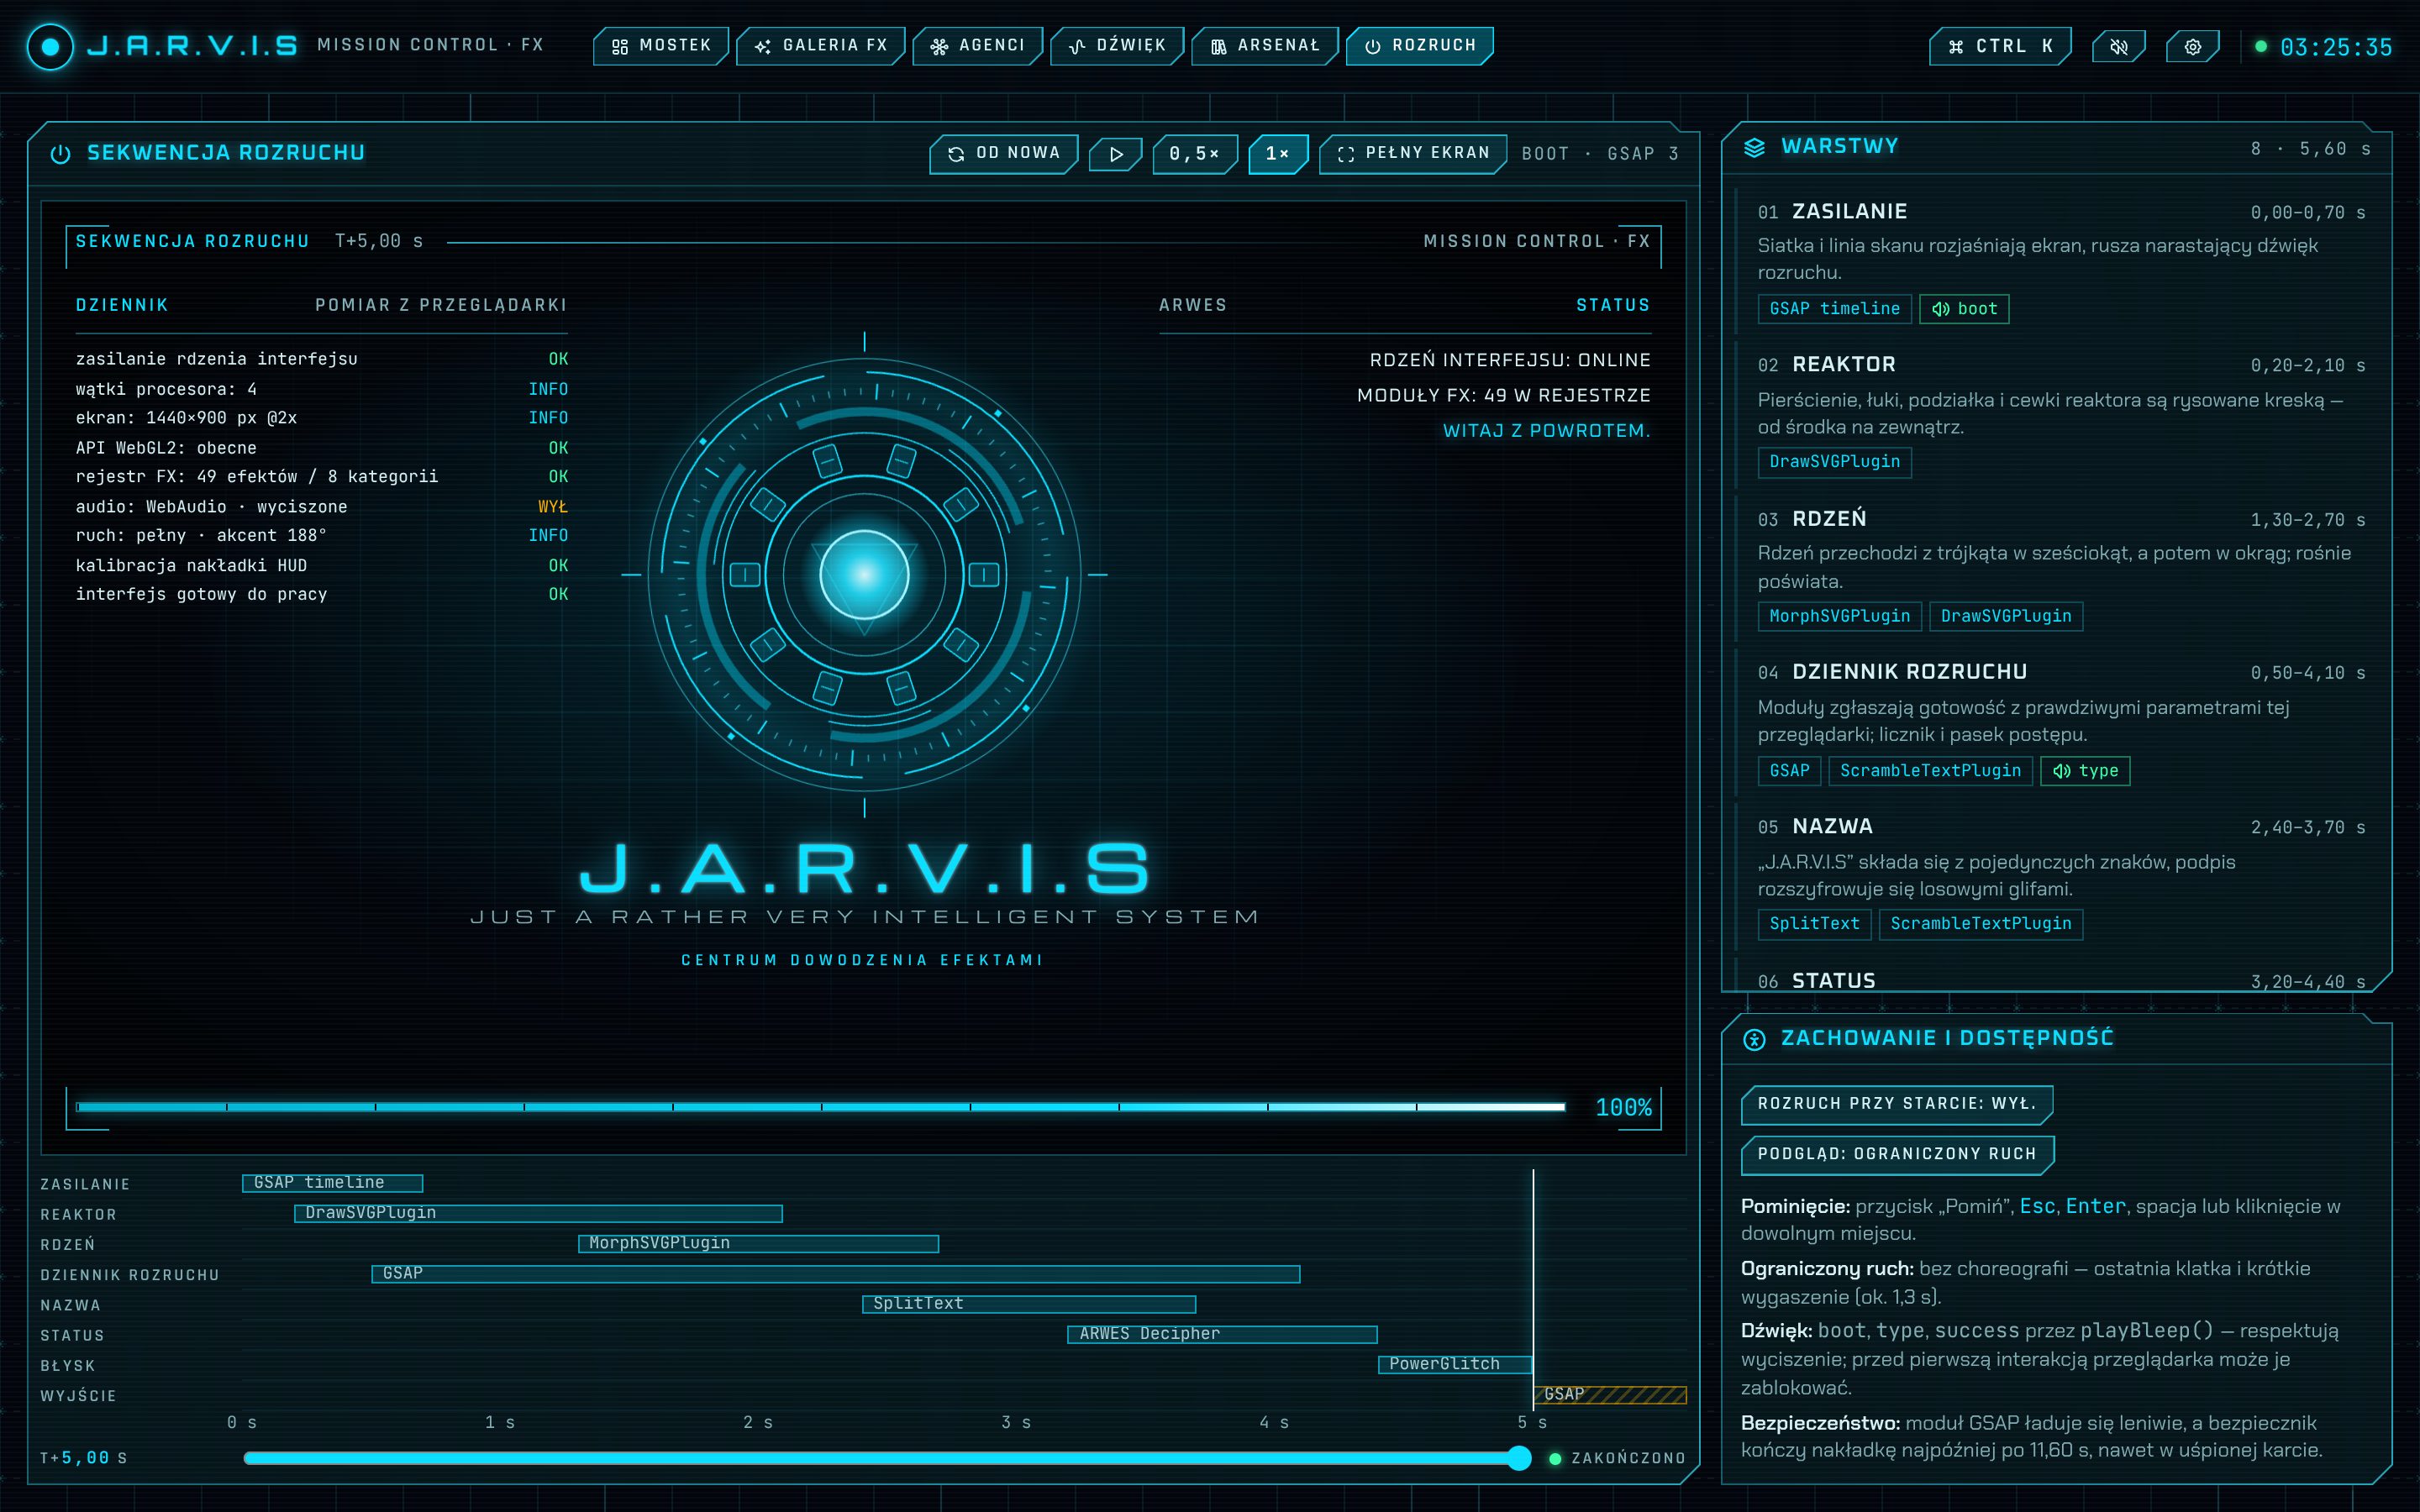 J.A.R.V.I.S MISSION CONTROL · FX
MOSTEK GALERIA FX AGENCI DŹWIĘK ARSENAŁ ROZRUCH
CTRL K 03:25:35
SEKWENCJA ROZRUCHU
OD NOWA 0,5× 1× PEŁNY EKRAN BOOT · GSAP 3
SEKWENCJA ROZRUCHU T+5,00 s MISSION CONTROL · FX
DZIENNIK POMIAR Z PRZEGLĄDARKI
zasilanie rdzenia interfejsu OK
wątki procesora: 4 INFO
ekran: 1440×900 px @2x INFO
API WebGL2: obecne OK
rejestr FX: 49 efektów / 8 kategorii OK
audio: WebAudio · wyciszone WYŁ
ruch: pełny · akcent 188° INFO
kalibracja nakładki HUD OK
interfejs gotowy do pracy OK
ARWES STATUS
RDZEŃ INTERFEJSU: ONLINE
MODUŁY FX: 49 W REJESTRZE
WITAJ Z POWROTEM.
J.A.R.V.I.S
JUST A RATHER VERY INTELLIGENT SYSTEM
CENTRUM DOWODZENIA EFEKTAMI
100%
ZASILANIE GSAP timeline
REAKTOR DrawSVGPlugin
RDZEŃ MorphSVGPlugin
DZIENNIK ROZRUCHU GSAP
NAZWA SplitText
STATUS ARWES Decipher
BŁYSK PowerGlitch
WYJŚCIE GSAP
0 s 1 s 2 s 3 s 4 s 5 s
T+5,00 S ZAKOŃCZONO
WARSTWY 8 · 5,60 s
01 ZASILANIE 0,00–0,70 s
Siatka i linia skanu rozjaśniają ekran, rusza narastający dźwięk
rozruchu.
GSAP timeline boot
02 REAKTOR 0,20–2,10 s
Pierścienie, łuki, podziałka i cewki reaktora są rysowane kreską —
od środka na zewnątrz.
DrawSVGPlugin
03 RDZEŃ 1,30–2,70 s
Rdzeń przechodzi z trójkąta w sześciokąt, a potem w okrąg; rośnie
poświata.
MorphSVGPlugin DrawSVGPlugin
04 DZIENNIK ROZRUCHU 0,50–4,10 s
Moduły zgłaszają gotowość z prawdziwymi parametrami tej
przeglądarki; licznik i pasek postępu.
GSAP ScrambleTextPlugin type
05 NAZWA 2,40–3,70 s
„J.A.R.V.I.S” składa się z pojedynczych znaków, podpis
rozszyfrowuje się losowymi glifami.
SplitText ScrambleTextPlugin
06 STATUS 3,20–4,40 s
ZACHOWANIE I DOSTĘPNOŚĆ
ROZRUCH PRZY STARCIE: WYŁ.
PODGLĄD: OGRANICZONY RUCH
Pominięcie: przycisk „Pomiń”, Esc, Enter, spacja lub kliknięcie w
dowolnym miejscu.
Ograniczony ruch: bez choreografii — ostatnia klatka i krótkie
wygaszenie (ok. 1,3 s).
Dźwięk: boot, type, success przez playBleep() — respektują
wyciszenie; przed pierwszą interakcją przeglądarka może je
zablokować.
Bezpieczeństwo: moduł GSAP ładuje się leniwie, a bezpiecznik
kończy nakładkę najpóźniej po 11,60 s, nawet w uśpionej karcie.